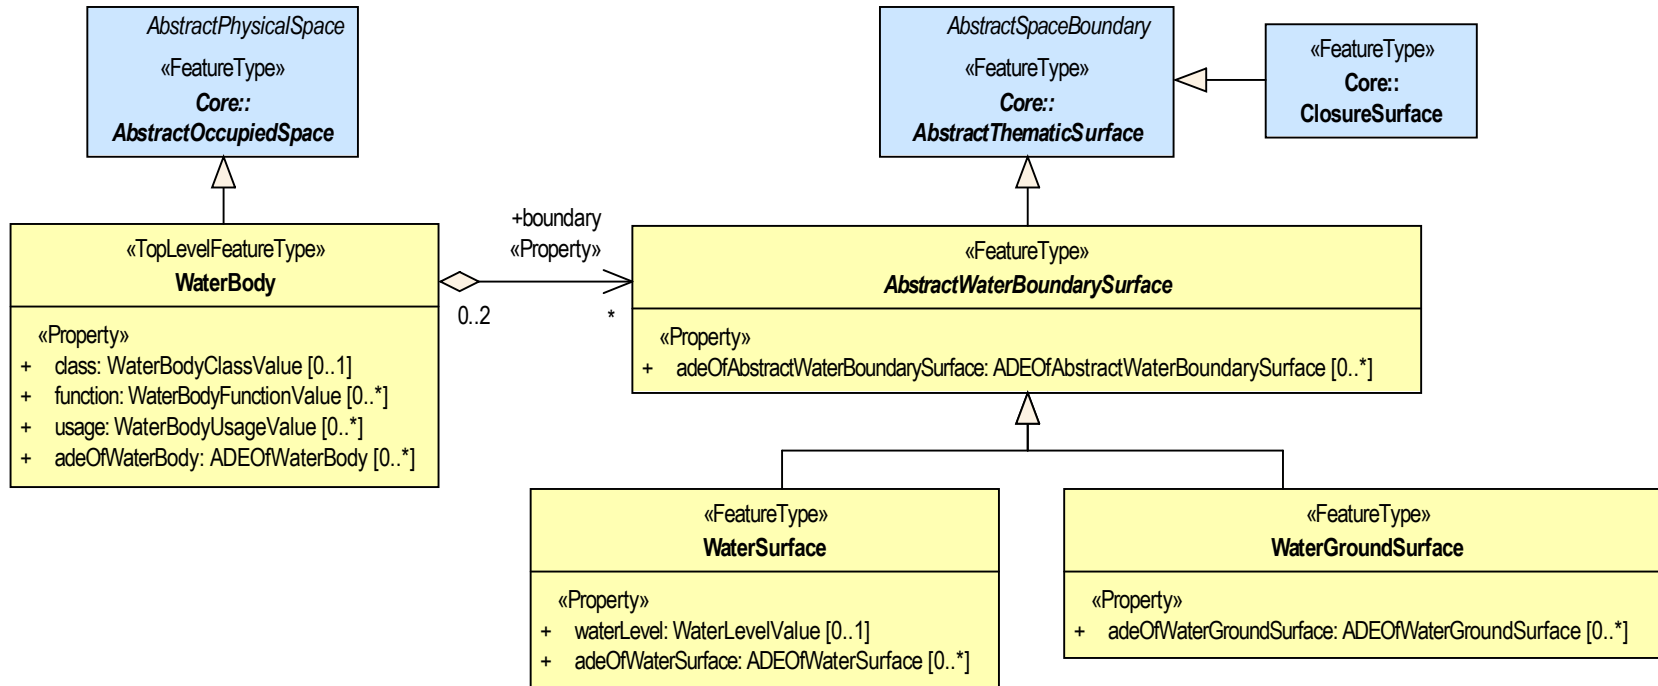 AbstractPhysicalSpace
«FeatureType»
Core::
AbstractOccupiedSpace
AbstractSpaceBoundary
«FeatureType»
Core::
AbstractThematicSurface
«FeatureType»
Core::
ClosureSurface
«TopLevelFeatureType»
WaterBody
«Property»
+ class: WaterBodyClassValue [0..1]
+ function: WaterBodyFunctionValue [0..*]
+ usage: WaterBodyUsageValue [0..*]
+ adeOfWaterBody: ADEOfWaterBody [0..*]
+boundary
«Property»
0..2
*
«FeatureType»
AbstractWaterBoundarySurface
«Property»
+ adeOfAbstractWaterBoundarySurface: ADEOfAbstractWaterBoundarySurface [0..*]
«FeatureType»
WaterSurface
«Property»
+ waterLevel: WaterLevelValue [0..1]
+ adeOfWaterSurface: ADEOfWaterSurface [0..*]
«FeatureType»
WaterGroundSurface
«Property»
+ adeOfWaterGroundSurface: ADEOfWaterGroundSurface [0..*]